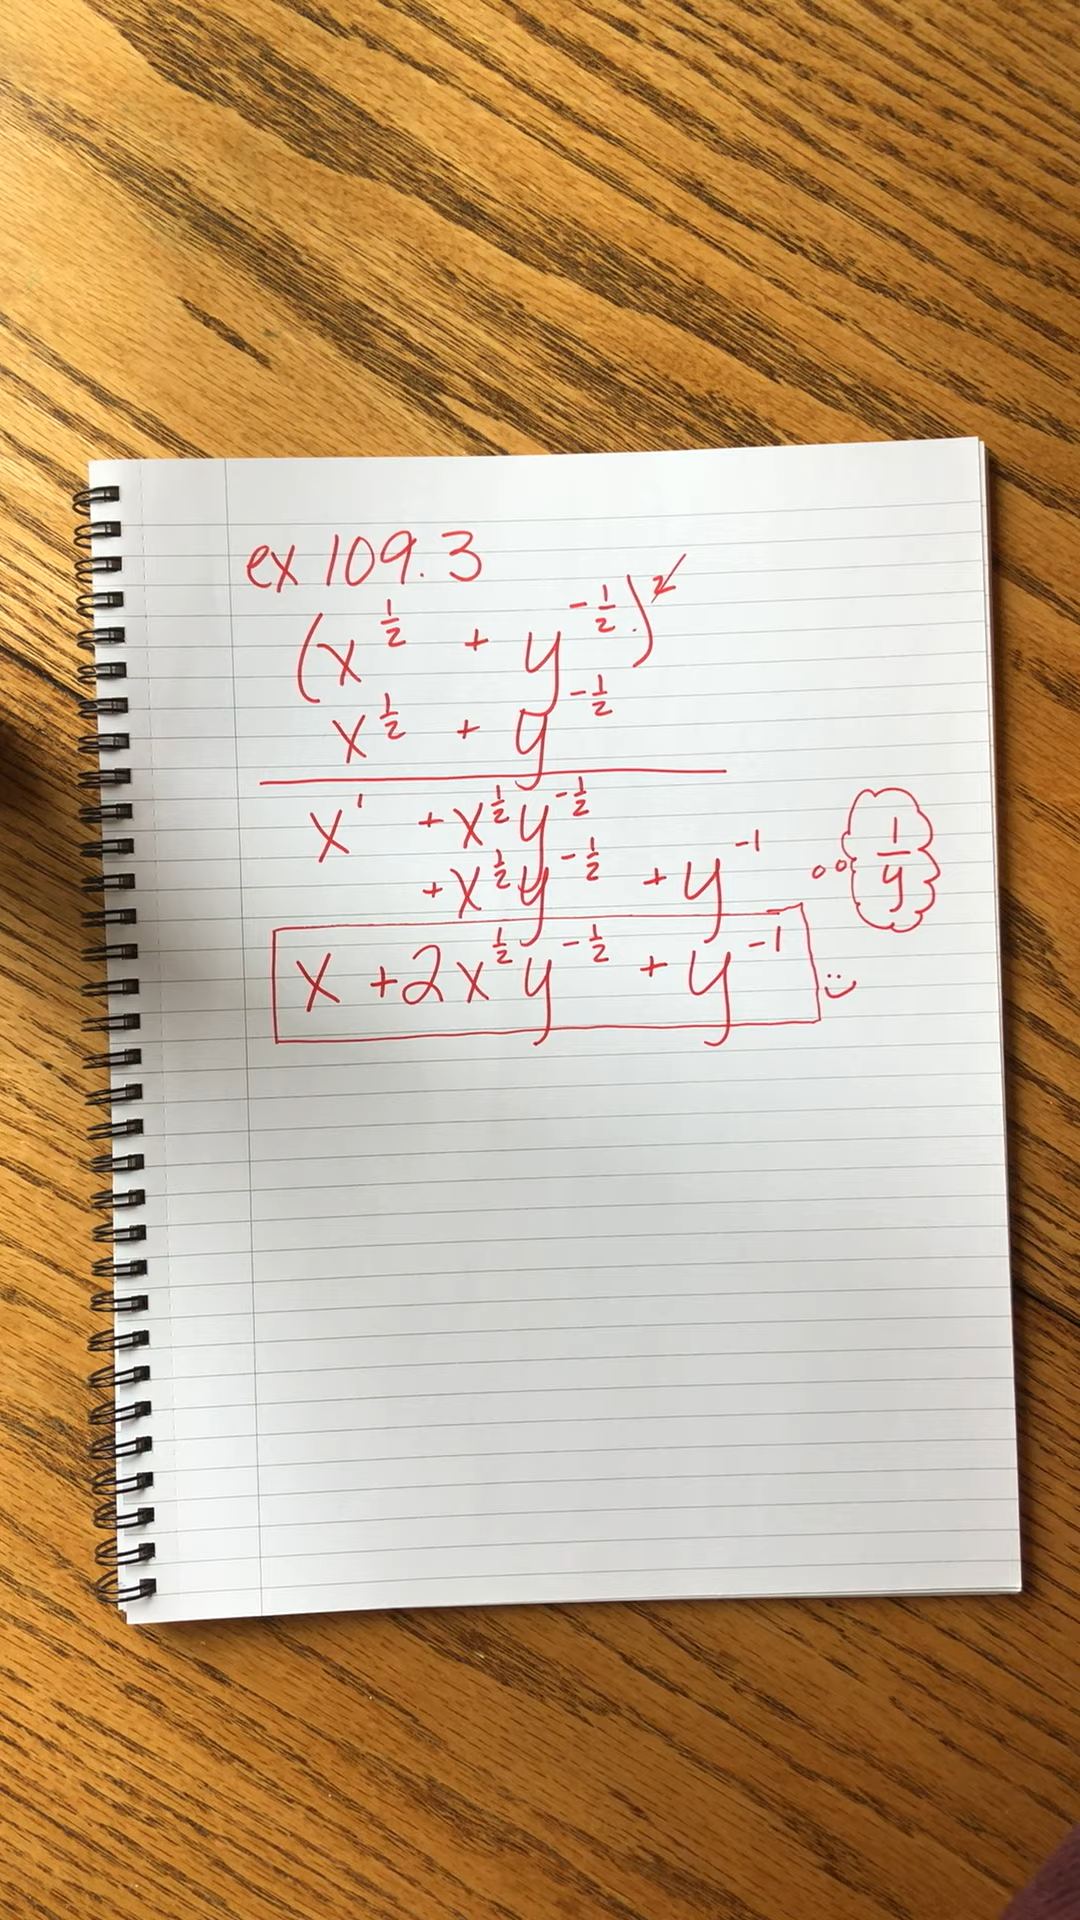 ex 109.3
(x^{1/2} + y^{-1/2})^2
x^{1/2} + y^{-1/2}
x^1 + x^{1/2}y^{-1/2}
+ x^{1/2}y^{-1/2} + y^{-1}
1/y
x + 2x^{1/2}y^{-1/2} + y^{-1}